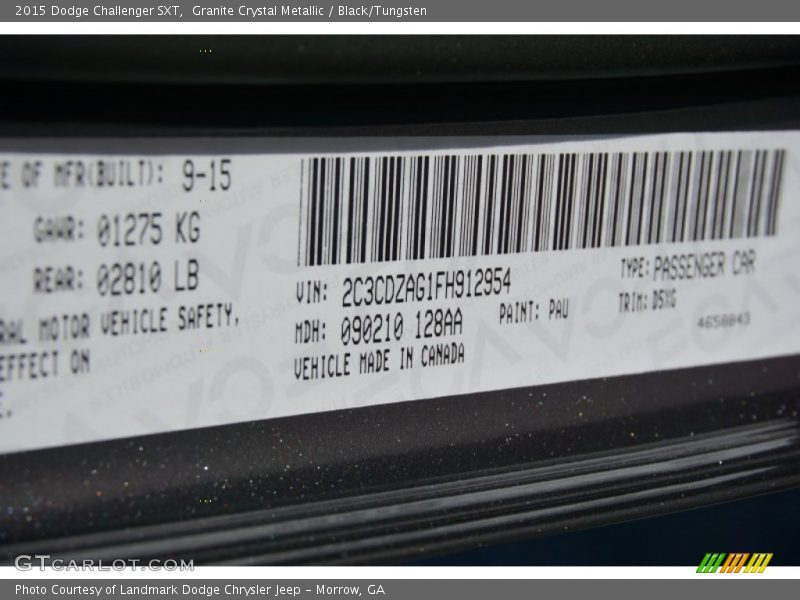 2015 Dodge Challenger SXT,  Granite Crystal Metallic / Black/Tungsten
E OF MFR(BUILT): 9-15
GAWR: 01275 KG
REAR: 02810 LB
RAL MOTOR VEHICLE SAFETY,
EFFECT ON
E.
VIN: 2C3CDZAG1FH912954
MDH: 090210 128AA
PAINT: PAU
VEHICLE MADE IN CANADA
TYPE: PASSENGER CAR
TRIM: DSXG
4658043
GTcarlot.com
Photo Courtesy of Landmark Dodge Chrysler Jeep – Morrow, GA